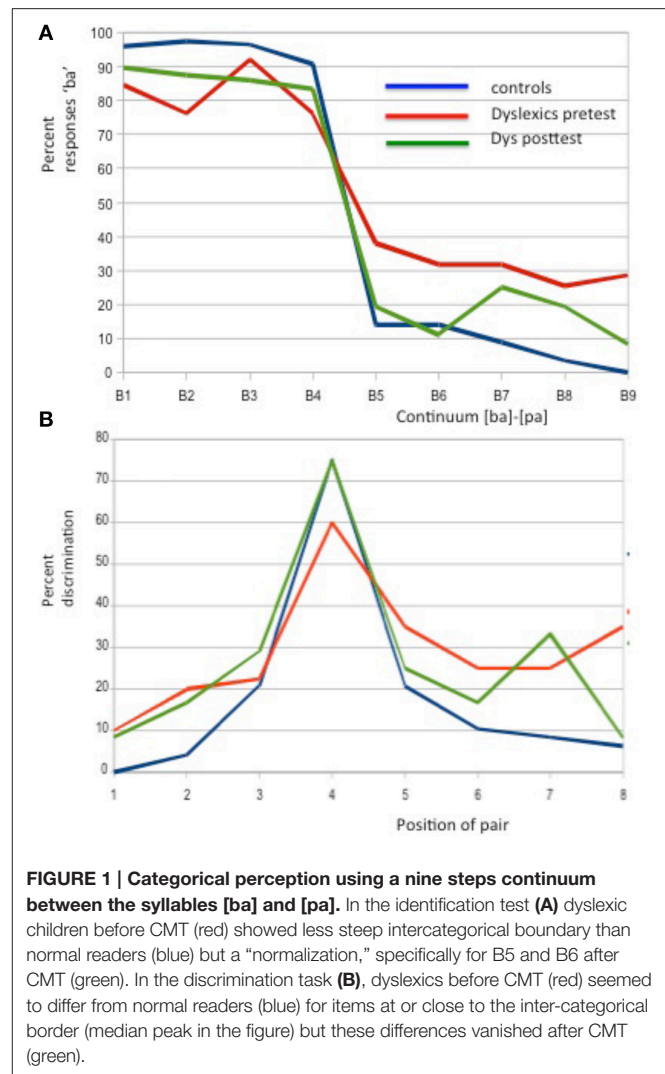 A
100
90
80
70
60
50
40
30
20
10
0
Percent
responses 'ba'
controls
Dyslexics pretest
Dys posttest
B1 B2 B3 B4 B5 B6 B7 B8 B9
Continuum [ba]-[pa]
B
80
70
60
50
40
30
20
10
0
Percent
discrimination
1 2 3 4 5 6 7 8
Position of pair
FIGURE 1 | Categorical perception using a nine steps continuum
between the syllables [ba] and [pa]. In the identification test (A) dyslexic
children before CMT (red) showed less steep intercategorical boundary than
normal readers (blue) but a “normalization,” specifically for B5 and B6 after
CMT (green). In the discrimination task (B), dyslexics before CMT (red) seemed
to differ from normal readers (blue) for items at or close to the inter-categorical
border (median peak in the figure) but these differences vanished after CMT
(green).